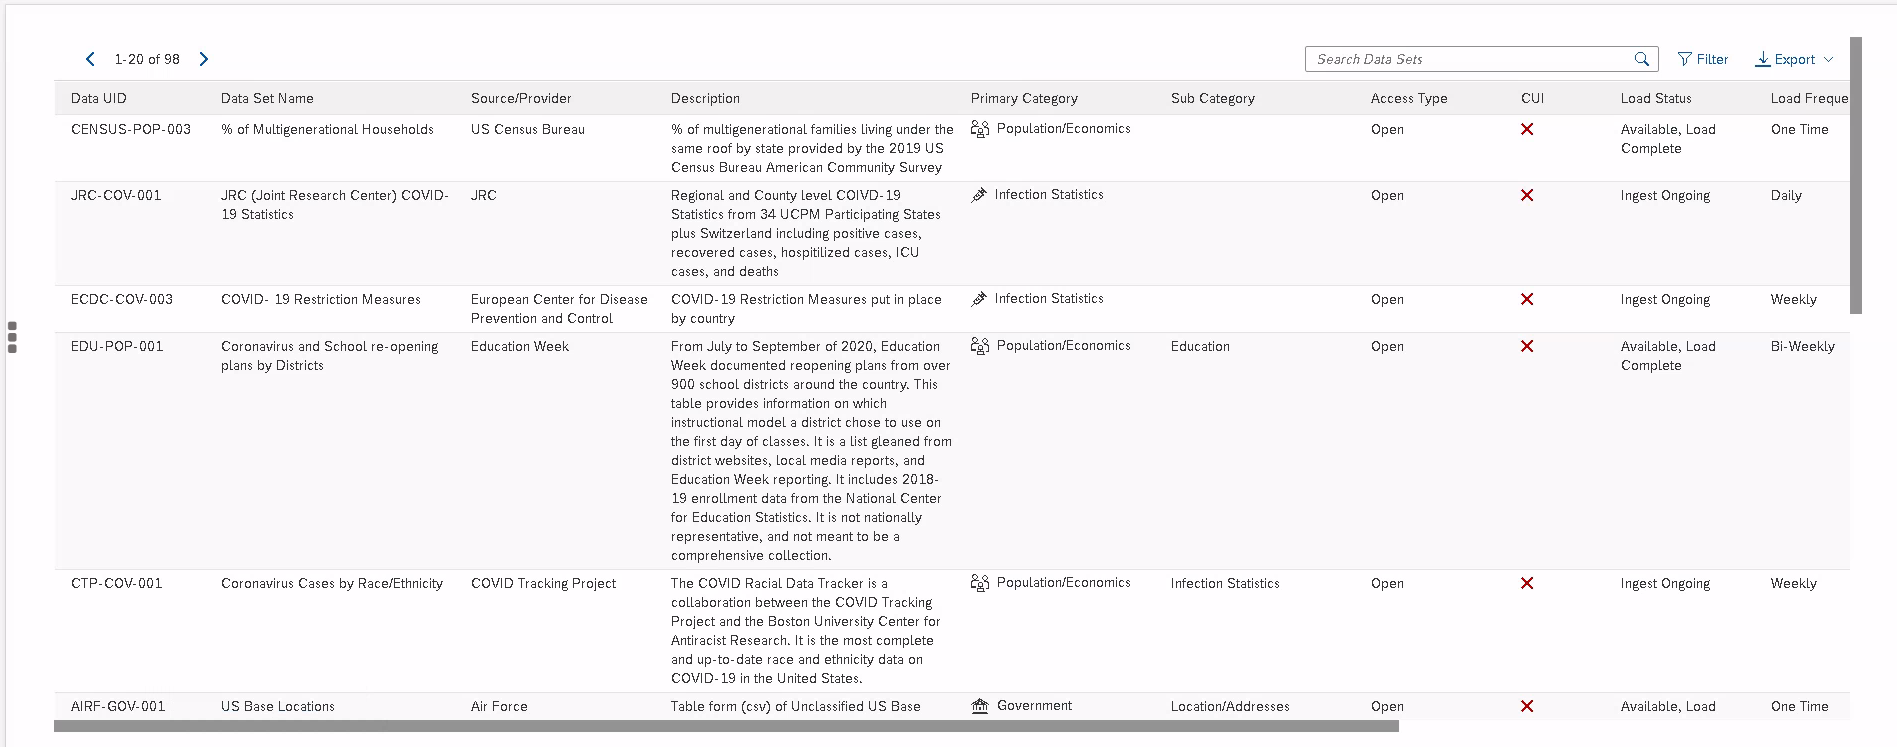 1-20 of 98
Search Data Sets
Filter
Export
Data UID
Data Set Name
Source/Provider
Description
Primary Category
Sub Category
Access Type
CUI
Load Status
Load Freque
CENSUS-POP-003
% of Multigenerational Households
US Census Bureau
% of multigenerational families living under the
same roof by state provided by the 2019 US
Census Bureau American Community Survey
Population/Economics
Open
Available, Load
Complete
One Time
JRC-COV-001
JRC (Joint Research Center) COVID-
19 Statistics
JRC
Regional and County level COIVD-19
Statistics from 34 UCPM Participating States
plus Switzerland including positive cases,
recovered cases, hospitilized cases, ICU
cases, and deaths
Infection Statistics
Open
Ingest Ongoing
Daily
ECDC-COV-003
COVID- 19 Restriction Measures
European Center for Disease
Prevention and Control
COVID-19 Restriction Measures put in place
by country
Infection Statistics
Open
Ingest Ongoing
Weekly
EDU-POP-001
Coronavirus and School re-opening
plans by Districts
Education Week
From July to September of 2020, Education
Week documented reopening plans from over
900 school districts around the country. This
table provides information on which
instructional model a district chose to use on
the first day of classes. It is a list gleaned from
district websites, local media reports, and
Education Week reporting. It includes 2018-
19 enrollment data from the National Center
for Education Statistics. It is not nationally
representative, and not meant to be a
comprehensive collection.
Population/Economics
Education
Open
Available, Load
Complete
Bi-Weekly
CTP-COV-001
Coronavirus Cases by Race/Ethnicity
COVID Tracking Project
The COVID Racial Data Tracker is a
collaboration between the COVID Tracking
Project and the Boston University Center for
Antiracist Research. It is the most complete
and up-to-date race and ethnicity data on
COVID-19 in the United States.
Population/Economics
Infection Statistics
Open
Ingest Ongoing
Weekly
AIRF-GOV-001
US Base Locations
Air Force
Table form (csv) of Unclassified US Base
Government
Location/Addresses
Open
Available, Load
One Time